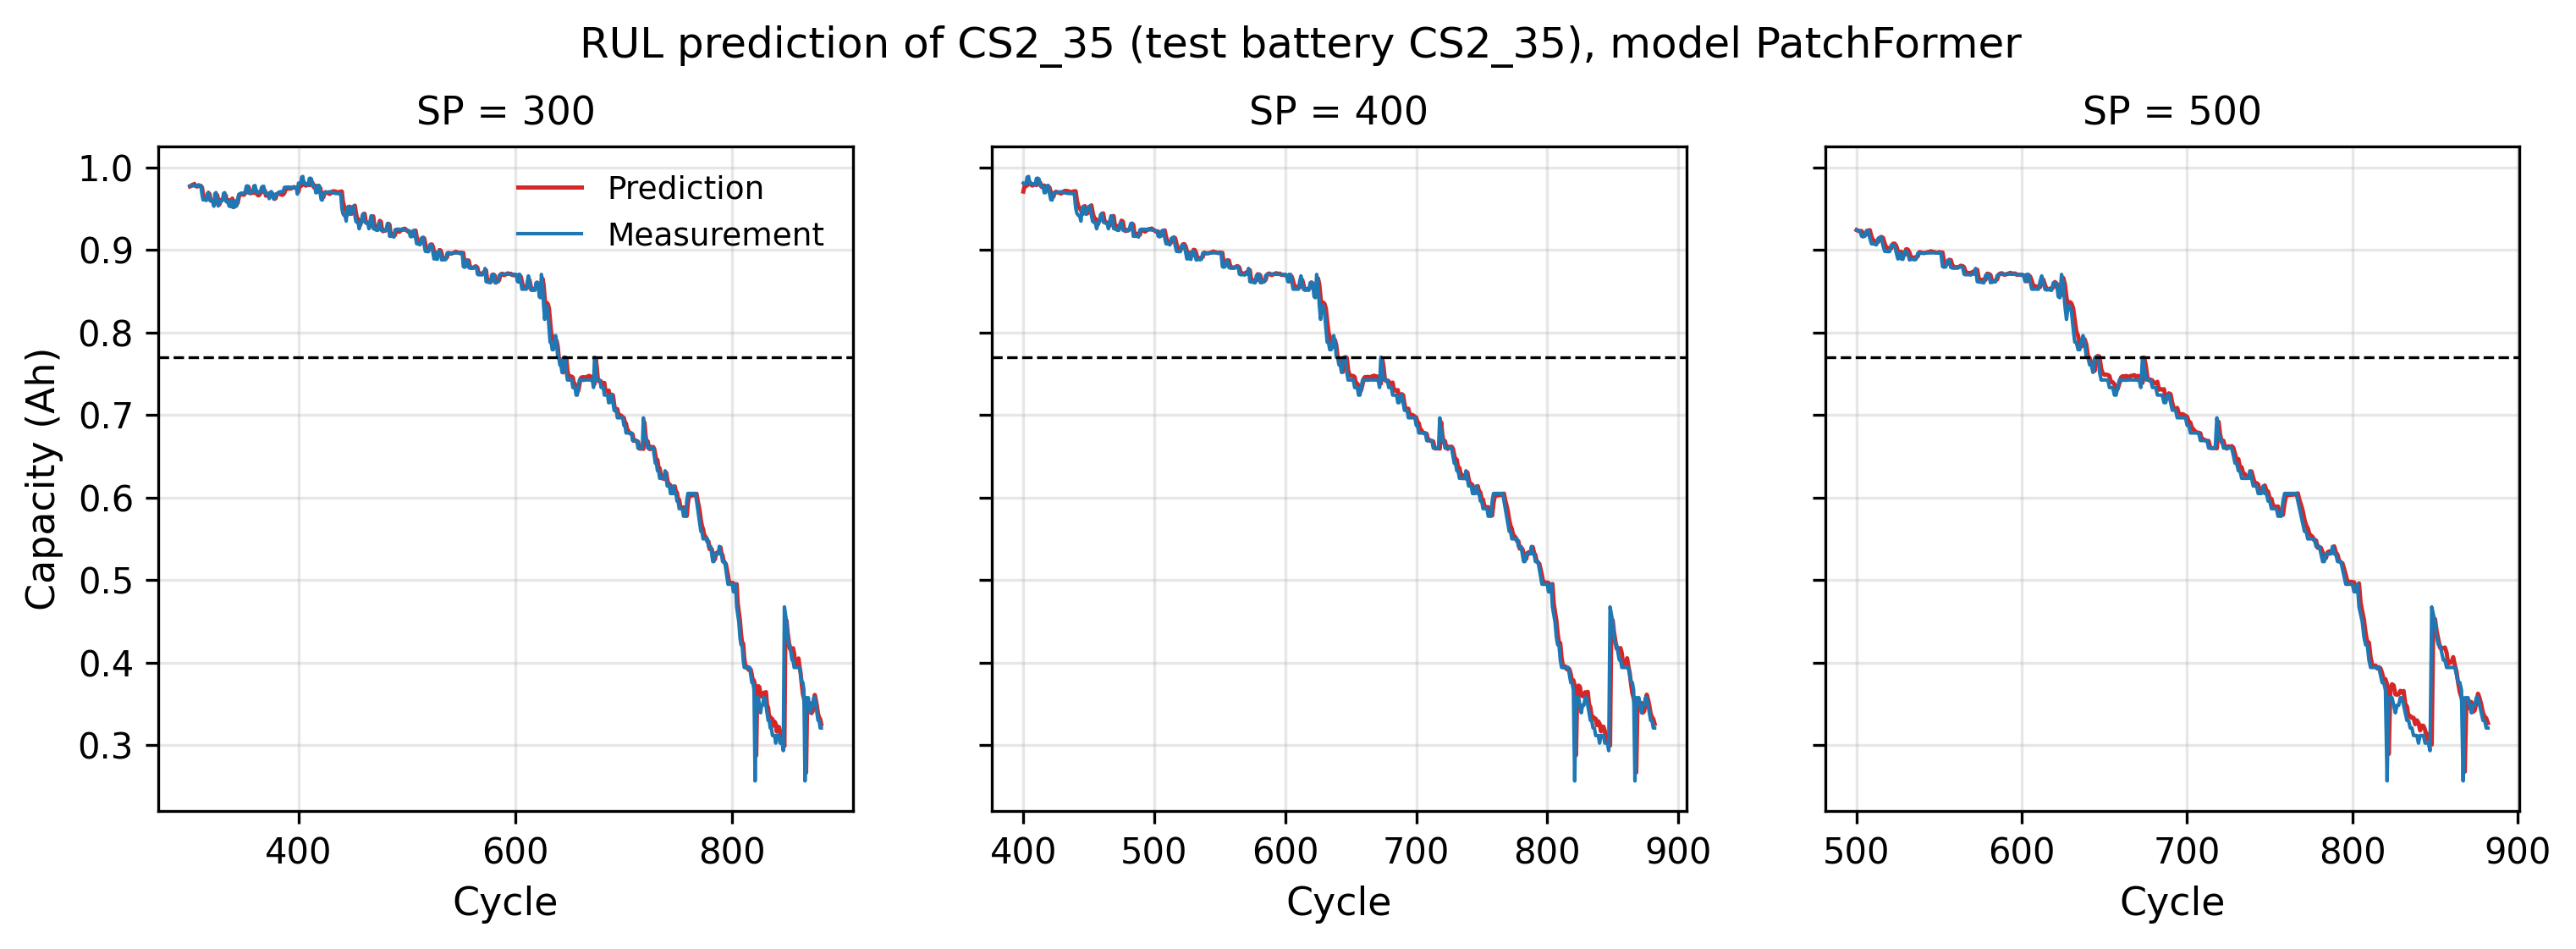 RUL prediction of CS2_35 (test battery CS2_35), model PatchFormer
SP = 300
SP = 400
SP = 500
Capacity (Ah)
1.0
0.9
0.8
0.7
0.6
0.5
0.4
0.3
Prediction
Measurement
400 600 800
400 500 600 700 800 900
500 600 700 800 900
Cycle
Cycle
Cycle